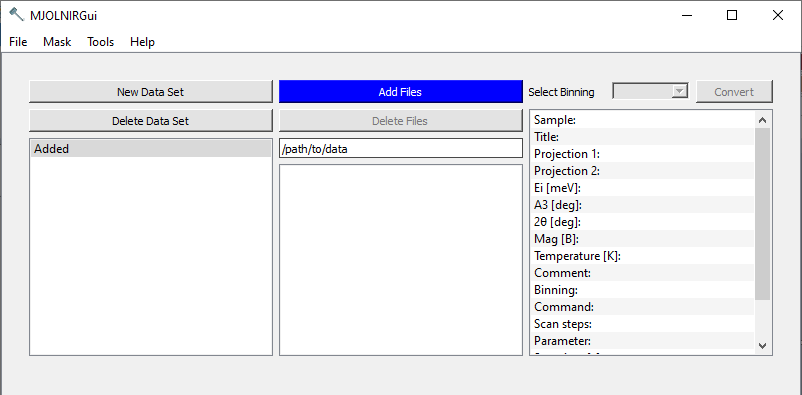 MJOLNIRGui
File Mask Tools Help
New Data Set
Add Files
Select Binning
Convert
Delete Data Set
Delete Files
Added
/path/to/data
Sample:
Title:
Projection 1:
Projection 2:
Ei [meV]:
A3 [deg]:
2θ [deg]:
Mag [B]:
Temperature [K]:
Comment:
Binning:
Command:
Scan steps:
Parameter: